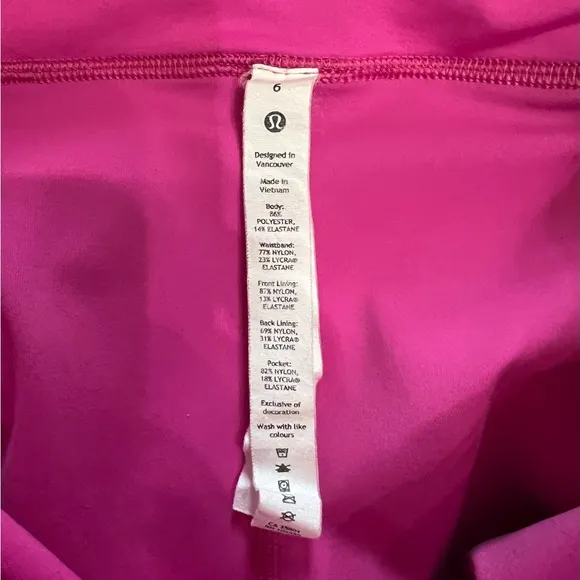 6
Designed in
Vancouver
Made in
Vietnam
Body:
86%
POLYESTER,
14% ELASTANE
Waistband:
77% NYLON,
23% LYCRA®
ELASTANE
Front Lining:
87% NYLON,
13% LYCRA®
ELASTANE
Back Lining:
69% NYLON,
31% LYCRA®
ELASTANE
Pocket:
82% NYLON,
18% LYCRA®
ELASTANE
Exclusive of
decoration
Wash with like
colours